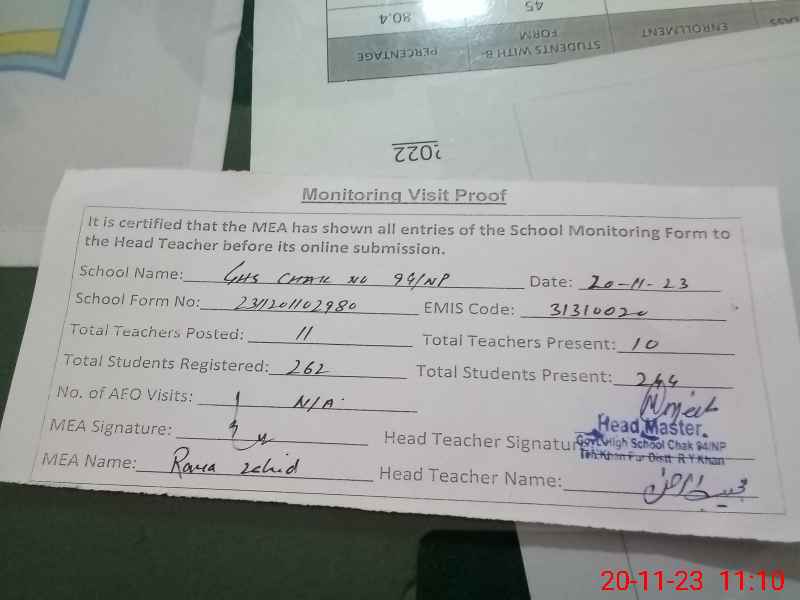 CLASS ENROLLMENT STUDENTS WITH B-FORM PERCENTAGE
45 80.4
2022
Monitoring Visit Proof
It is certified that the MEA has shown all entries of the School Monitoring Form to
the Head Teacher before its online submission.
School Name: GHS CHAK NO 94/NP Date: 20-11-23
School Form No: 231201102980 EMIS Code: 31310020
Total Teachers Posted: 11 Total Teachers Present: 10
Total Students Registered: 262 Total Students Present: 244
No. of AEO Visits: N/A
MEA Signature: Head Teacher Signature
Head Master.
Govt. High School Chak 94/NP
Teh Khan Pur Distt R.Y.Khan
MEA Name: Rana Zahid Head Teacher Name:
20-11-23 11:10